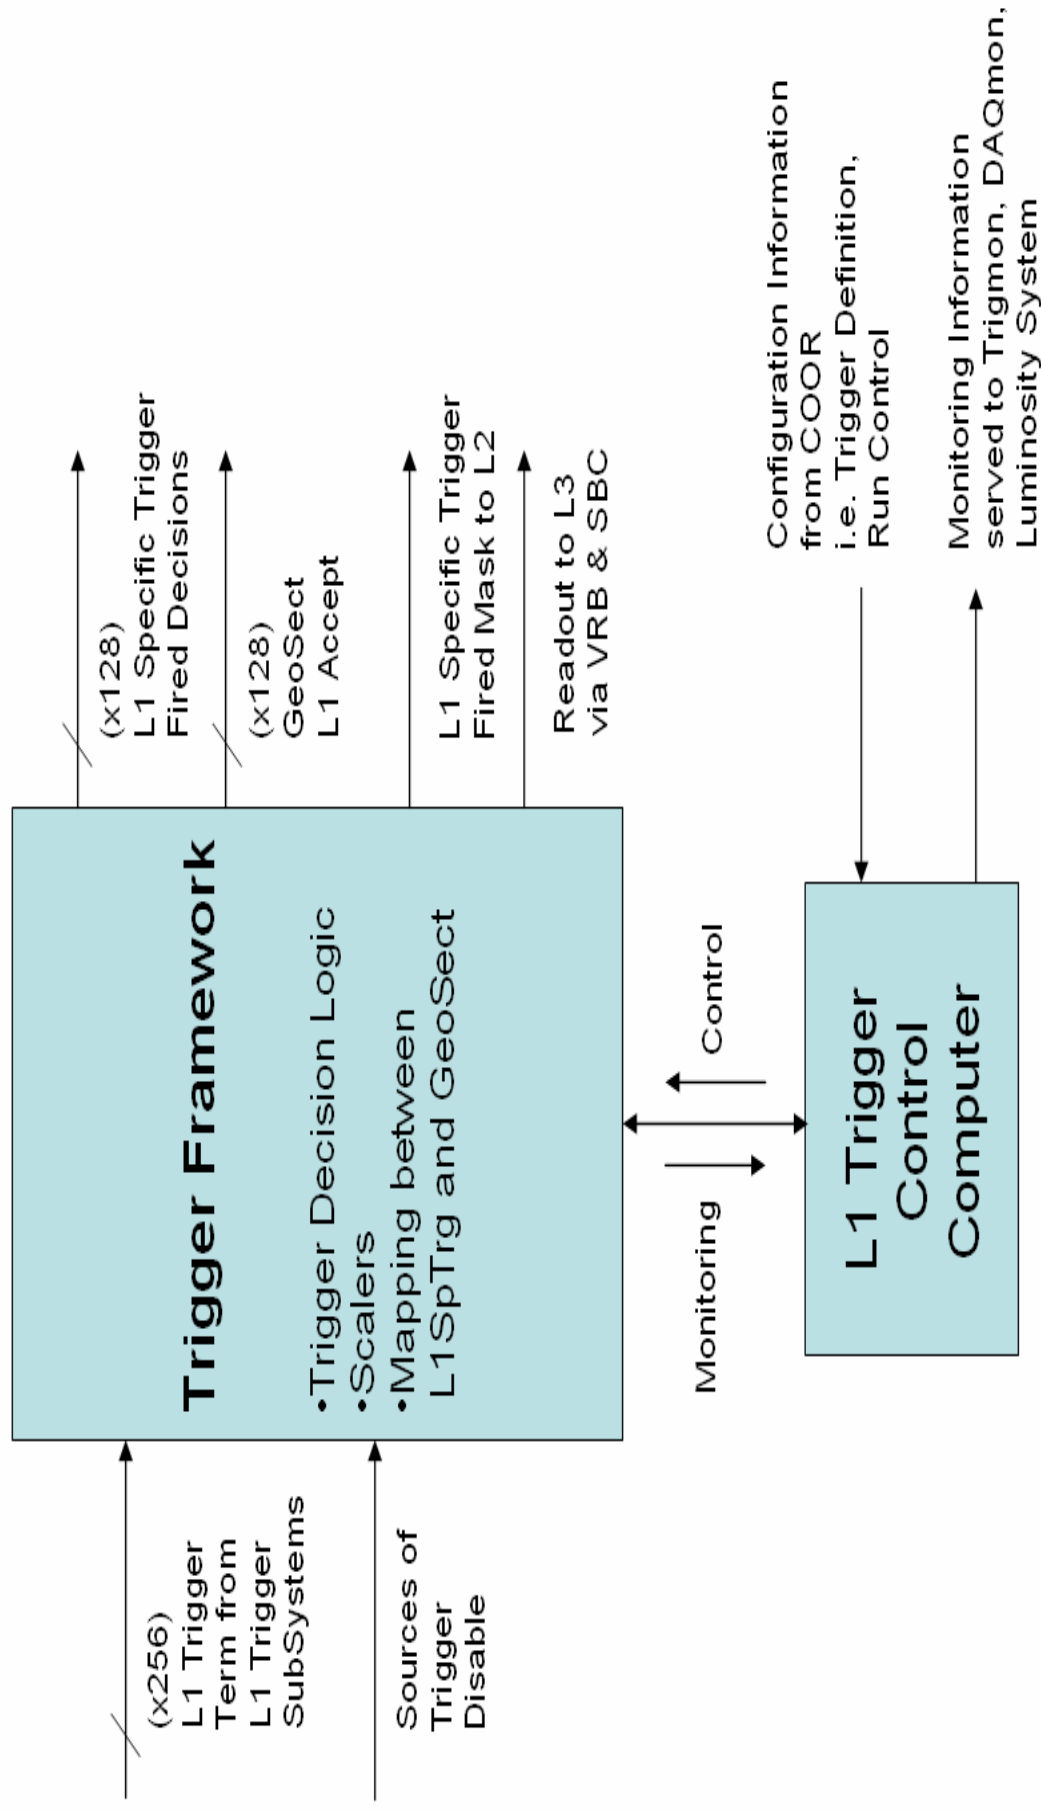 (x256)
L1 Trigger
Term from
L1 Trigger
SubSystems
Sources of
Trigger
Disable
Trigger Framework
•Trigger Decision Logic
•Scalers
•Mapping between
L1SpTrg and GeoSect
(x128)
L1 Specific Trigger
Fired Decisions
(x128)
GeoSect
L1 Accept
L1 Specific Trigger
Fired Mask to L2
Readout to L3
via VRB & SBC
Monitoring
Control
L1 Trigger
Control
Computer
Configuration Information
from COOR
i.e. Trigger Definition,
Run Control
Monitoring Information
served to Trigmon, DAQmon,
Luminosity System